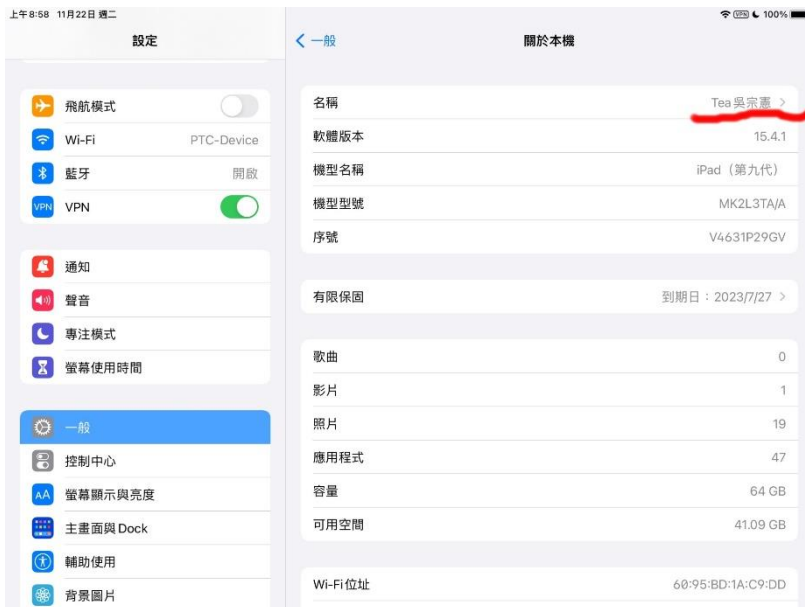 上午8:58 11月22日 週二
VPN 100%
設定
飛航模式
Wi-Fi PTC-Device
藍牙 開啟
VPN VPN
通知
聲音
專注模式
螢幕使用時間
一般
控制中心
AA 螢幕顯示與亮度
主畫面與 Dock
輔助使用
背景圖片
一般 關於本機
名稱 Tea 吳宗憲
軟體版本 15.4.1
機型名稱 iPad（第九代）
機型型號 MK2L3TA/A
序號 V4631P29GV
有限保固 到期日：2023/7/27
歌曲 0
影片 1
照片 19
應用程式 47
容量 64 GB
可用空間 41.09 GB
Wi-Fi 位址 60:95:BD:1A:C9:DD